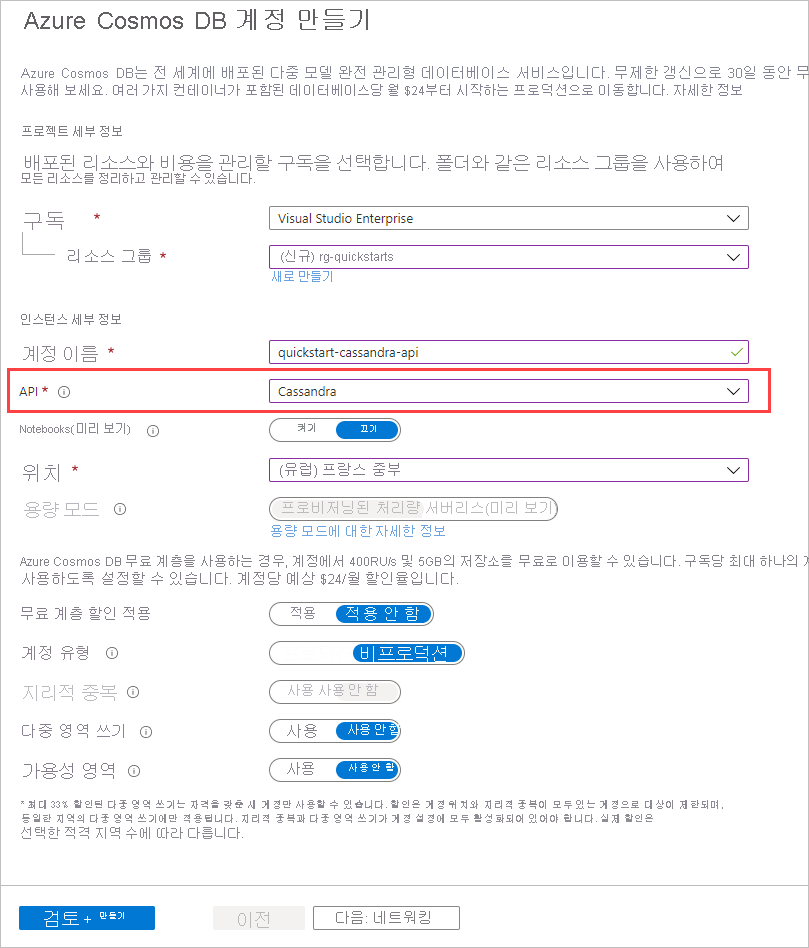 Azure Cosmos DB 계정 만들기
Azure Cosmos DB는 전 세계에 배포된 다중 모델 완전 관리형 데이터베이스 서비스입니다. 무제한 갱신으로 30일 동안 무
사용해 보세요. 여러 가지 컨테이너가 포함된 데이터베이스당 월 $24부터 시작하는 프로덕션으로 이동합니다. 자세한 정보
프로젝트 세부 정보
배포된 리소스와 비용을 관리할 구독을 선택합니다. 폴더와 같은 리소스 그룹을 사용하여
모든 리소스를 정리하고 관리할 수 있습니다.
구독 * Visual Studio Enterprise
리소스 그룹 * (신규) rg-quickstarts
새로 만들기
인스턴스 세부 정보
계정 이름 * quickstart-cassandra-api
API * Cassandra
Notebooks(미리 보기) 켜기 끄기
위치 * (유럽) 프랑스 중부
용량 모드 프로비저닝된 처리량 서버리스(미리 보기)
용량 모드에 대한 자세한 정보
Azure Cosmos DB 무료 계층을 사용하는 경우, 계정에서 400RU/s 및 5GB의 저장소를 무료로 이용할 수 있습니다. 구독당 최대 하나의
사용하도록 설정할 수 있습니다. 계정당 예상 $24/월 할인율입니다.
무료 계층 할인 적용 적용 적용 안 함
계정 유형 비프로덕션
지리적 중복 사용 사용 안 함
다중 영역 쓰기 사용 사용 안 함
가용성 영역 사용 사용 안 함
* 최대 33% 할인된 다중 영역 쓰기는 자격을 갖춘 새 계정만 사용할 수 있습니다. 할인은 계정 위치와 지리적 중복이 모두 있는 계정으로 대상이 제한되며,
동일한 지역의 다중 영역 쓰기에만 적용됩니다. 지리적 중복과 다중 영역 쓰기가 계정 설정에 모두 활성화되어 있어야 합니다. 실제 할인은
선택한 적격 지역 수에 따라 다릅니다.
검토 + 만들기 이전 다음: 네트워킹